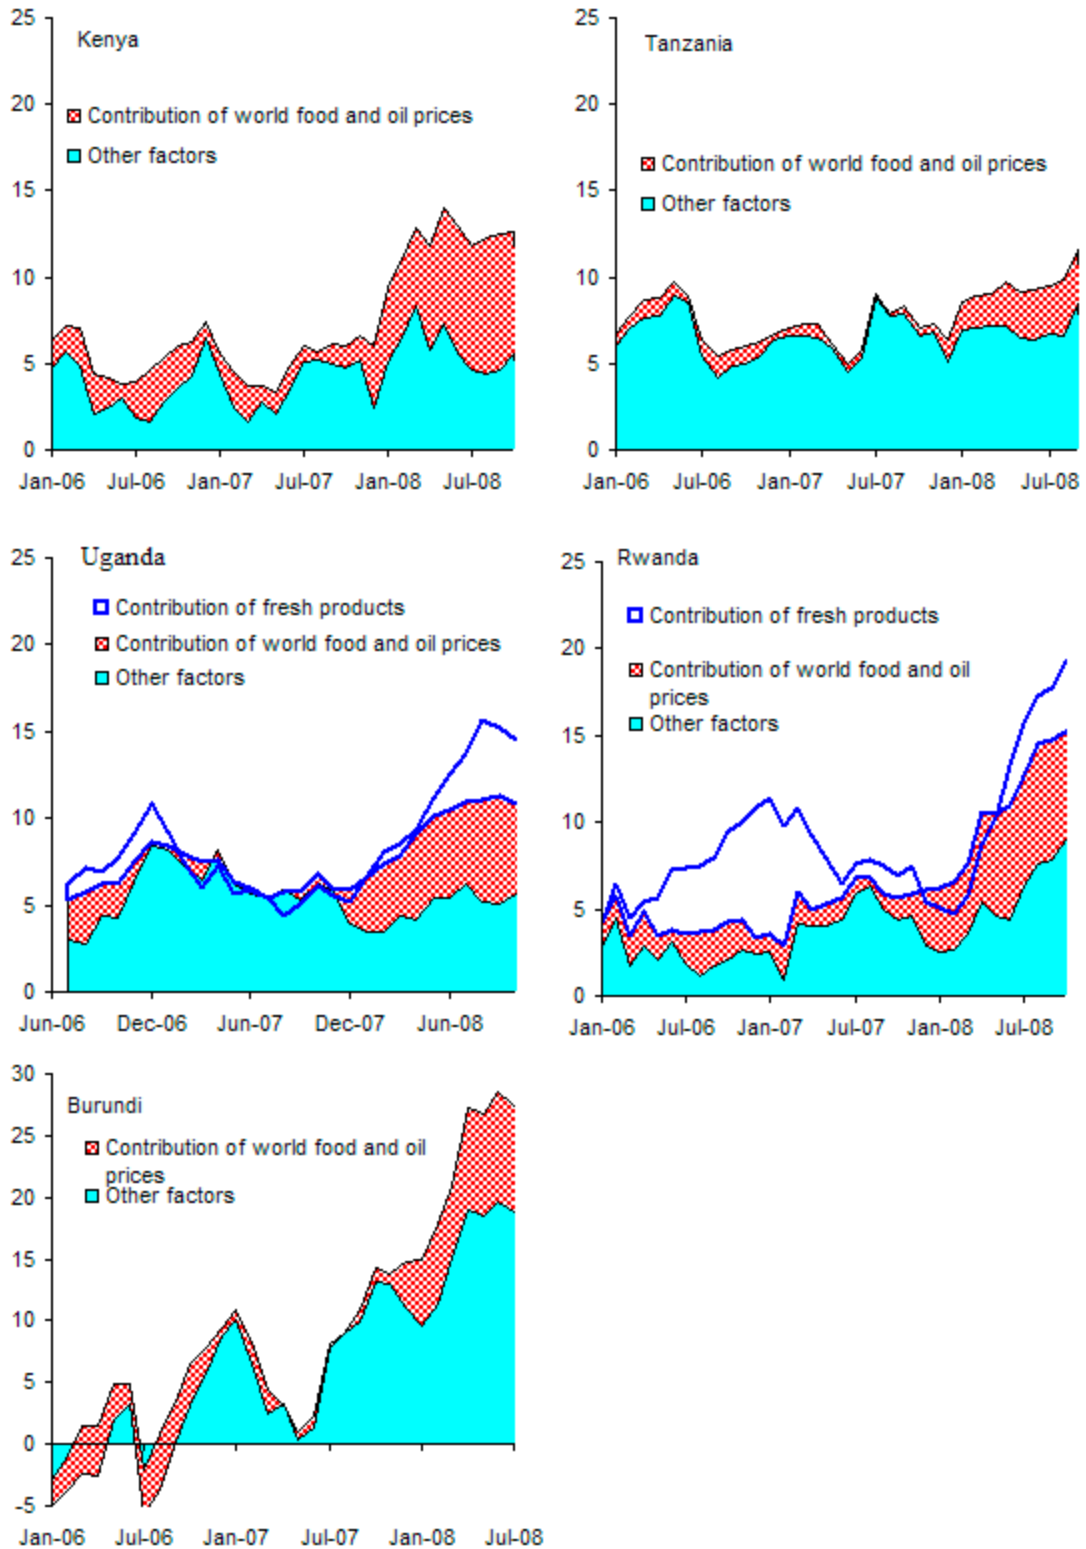 Kenya
25
20
15
10
5
0
Contribution of world food and oil prices
Other factors
Jan-06 Jul-06 Jan-07 Jul-07 Jan-08 Jul-08
Tanzania
25
20
15
10
5
0
Contribution of world food and oil prices
Other factors
Jan-06 Jul-06 Jan-07 Jul-07 Jan-08 Jul-08
Uganda
25
20
15
10
5
0
Contribution of fresh products
Contribution of world food and oil prices
Other factors
Jun-06 Dec-06 Jun-07 Dec-07 Jun-08
Rwanda
25
20
15
10
5
0
Contribution of fresh products
Contribution of world food and oil
prices
Other factors
Jan-06 Jul-06 Jan-07 Jul-07 Jan-08 Jul-08
Burundi
30
25
20
15
10
5
0
-5
Contribution of world food and oil
prices
Other factors
Jan-06 Jul-06 Jan-07 Jul-07 Jan-08 Jul-08